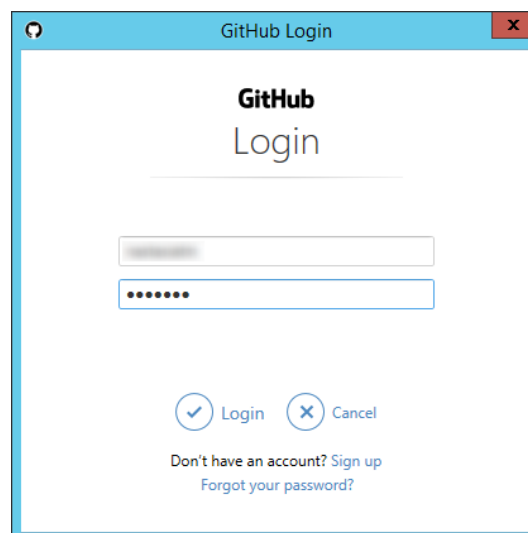 GitHub Login
GitHub
Login
•••••••
Login Cancel
Don't have an account? Sign up
Forgot your password?